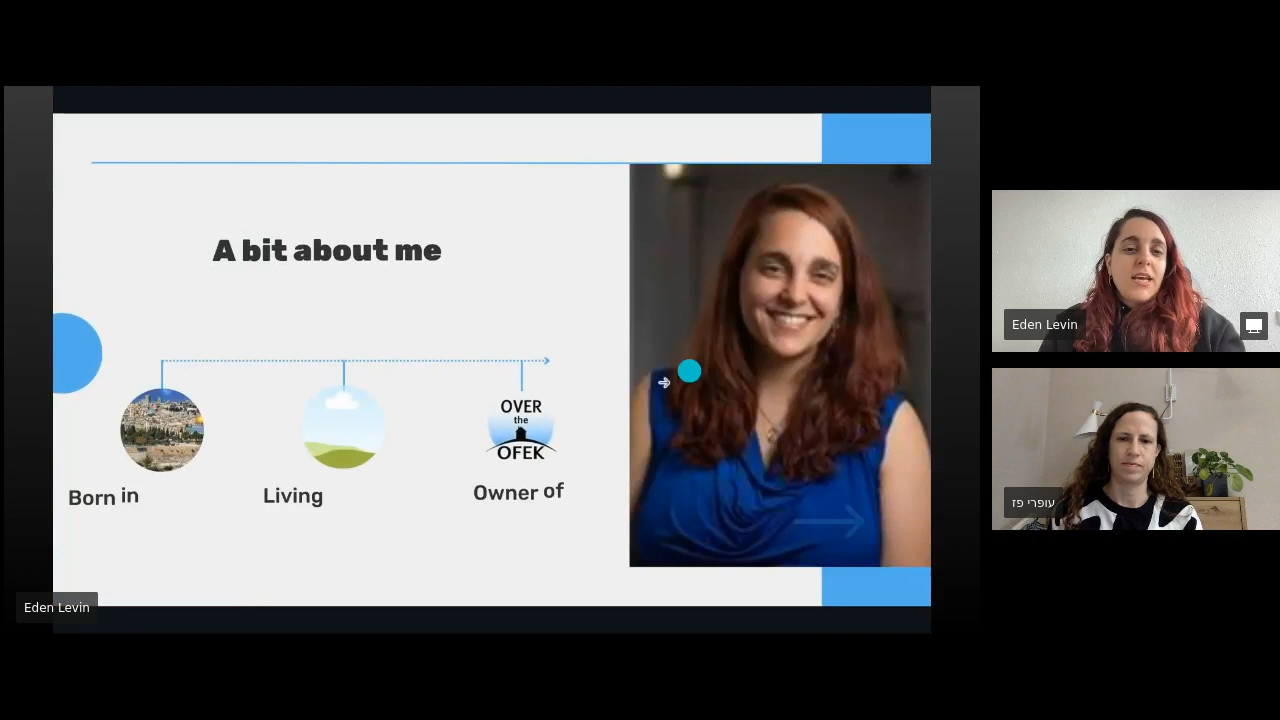 A bit about me
OVER
the
OFEK
Born in
Living
Owner of
Eden Levin
Eden Levin
עופרי פז